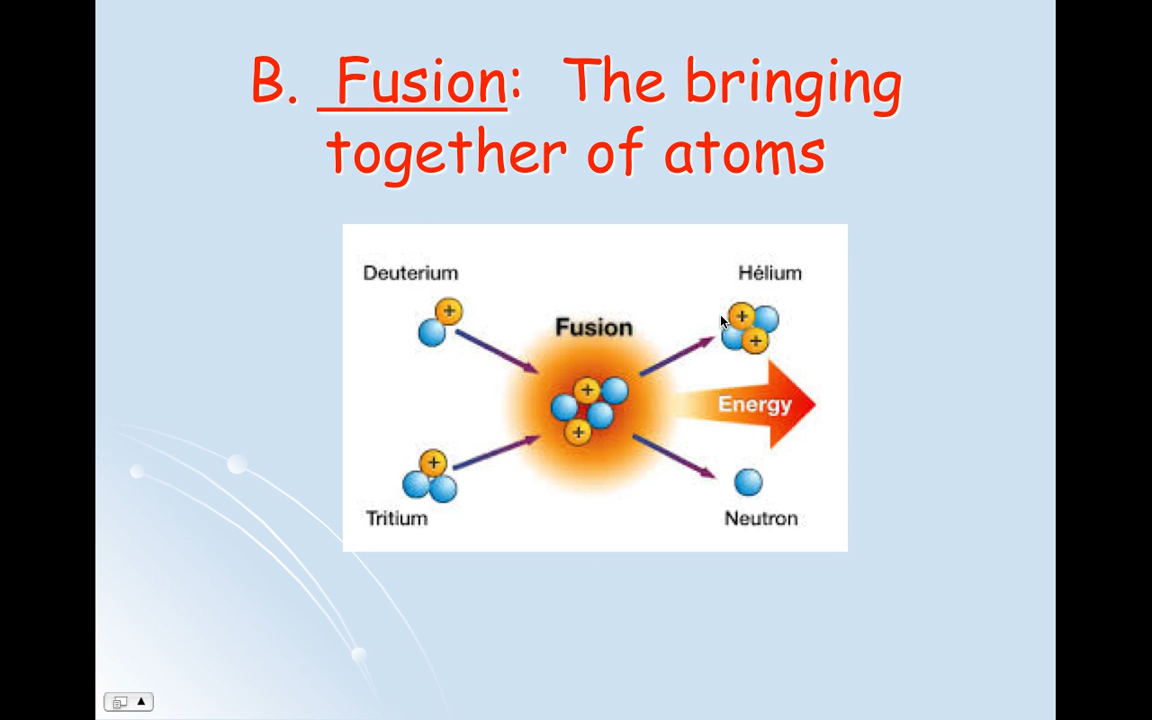 B. Fusion: The bringing
together of atoms
Deuterium
Hélium
Fusion
+
+
+
+
Energy
+
+
Tritium
Neutron